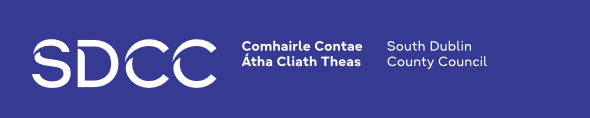 SDCC
Comhairle Contae
Átha Cliath Theas
South Dublin
County Council